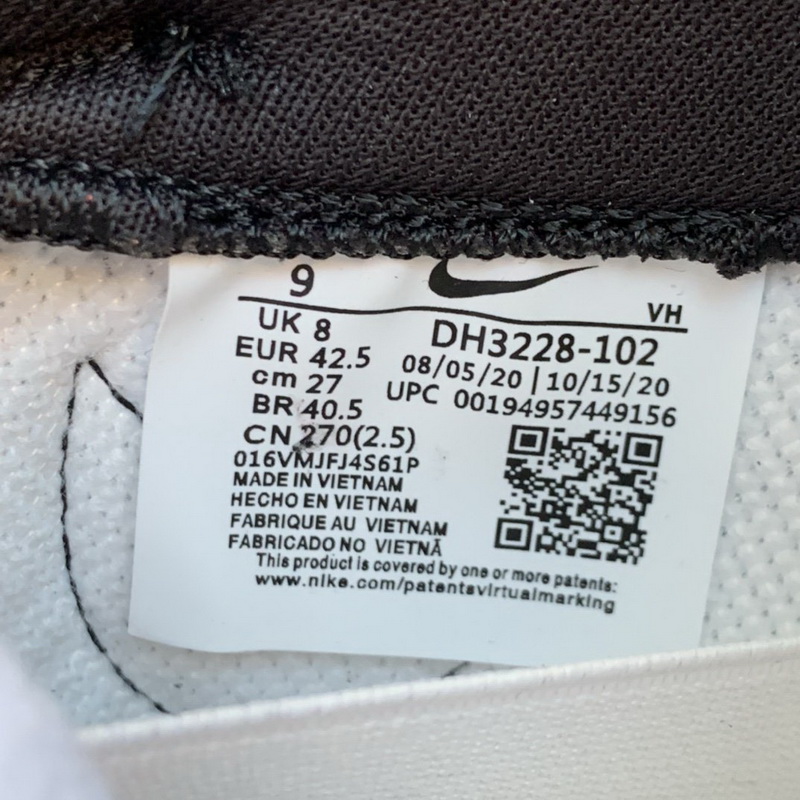 9
VH
UK 8
EUR 42.5
cm 27
BR 40.5
CN 270(2.5)
DH3228-102
08/05/20 | 10/15/20
UPC 00194957449156
016VMJFJ4S61P
MADE IN VIETNAM
HECHO EN VIETNAM
FABRIQUE AU VIETNAM
FABRICADO NO VIETNÃ
This product is covered by one or more patents:
www.nike.com/patentsvirtualmarking